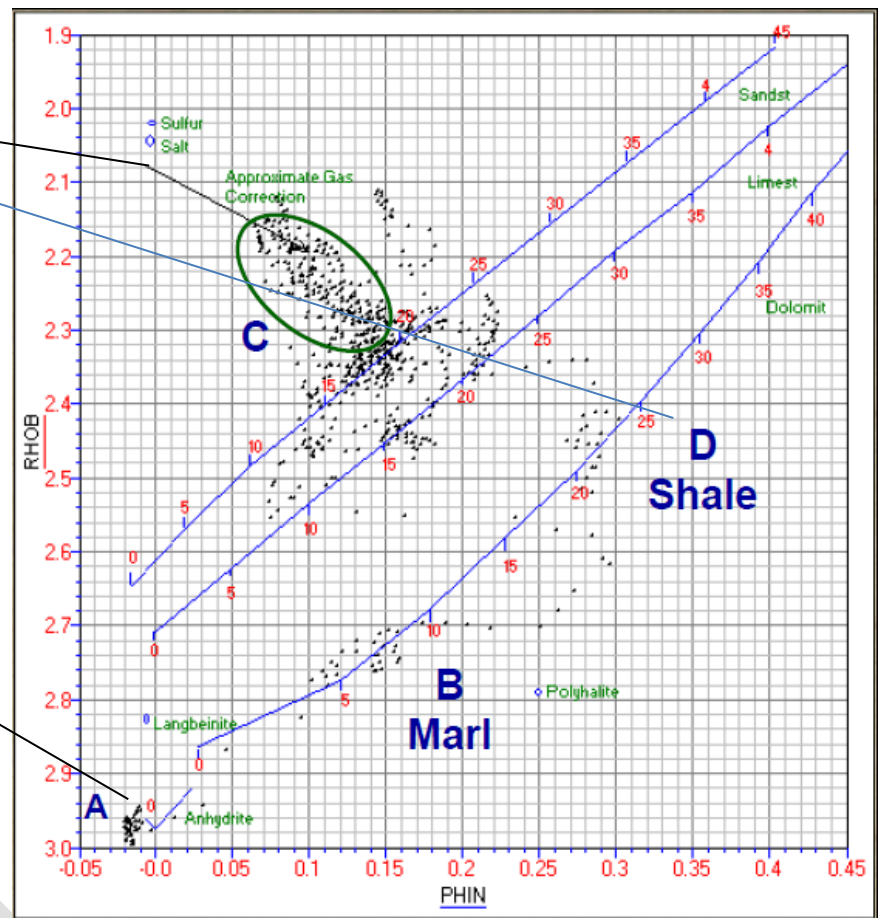 1.9
2.0
2.1
2.2
2.3
2.4
2.5
2.6
2.7
2.8
2.9
3.0
RHOB
45
Sandst
4
Sulfur
Salt
35
4
Approximate Gas
Correction
30
Limest
35
40
25
30
35
Dolomit
20
25
30
C
15
20
25
D
Shale
10
15
20
5
10
15
0
5
10
0
B
Marl
5
Polyhalite
Langbeinite
0
A
0
Anhydrite
-0.05
-0.0
0.05
0.1
0.15
0.2
0.25
0.3
0.35
0.4
0.45
PHIN